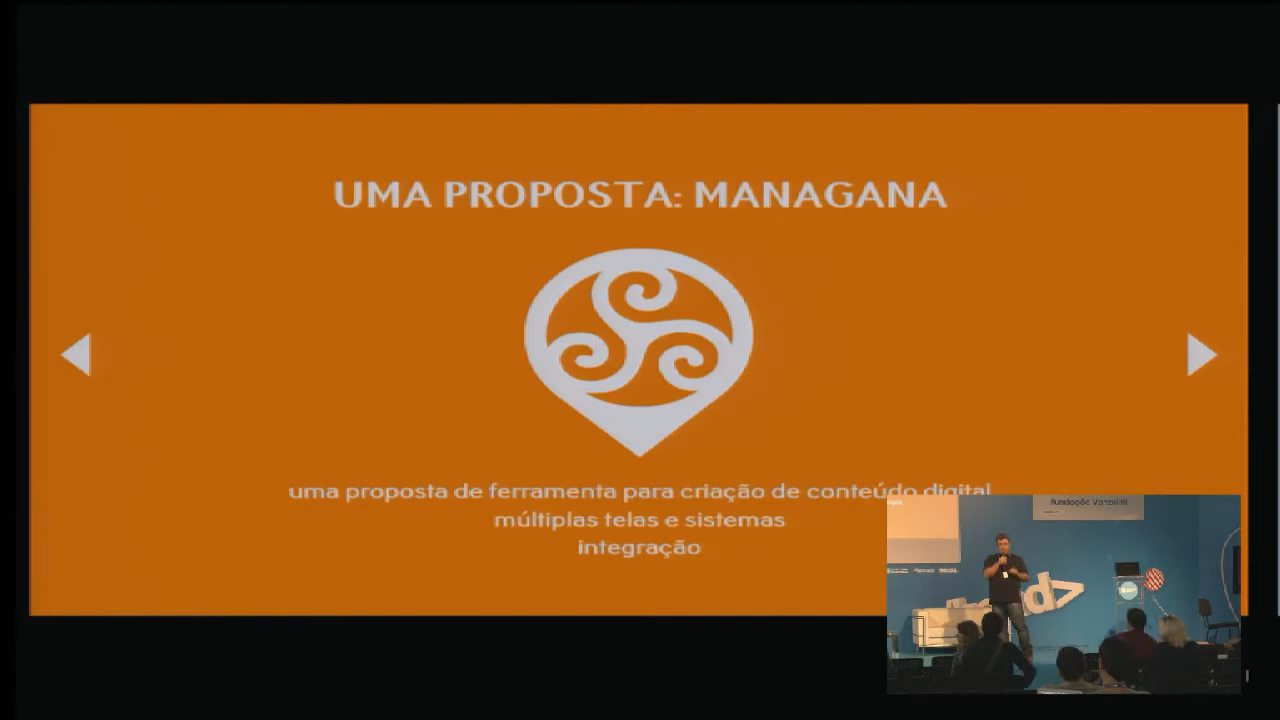 UMA PROPOSTA: MANAGANA
uma proposta de ferramenta para criação de conteúdo digital
múltiplas telas e sistemas
integração
Fundação Vanzolini